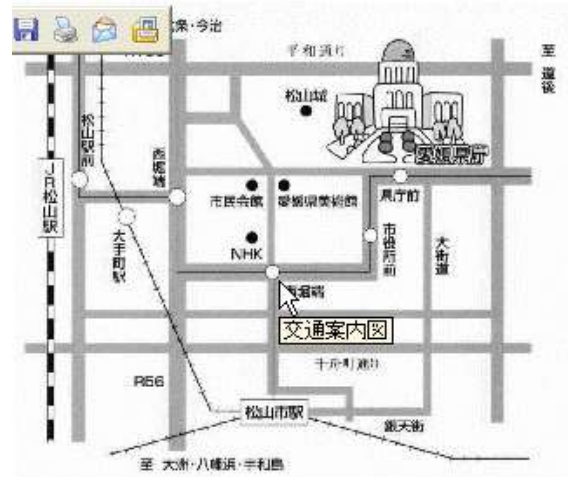 今治
平和通り
至 道後
松山城
松山駅前
西堀端
愛媛県庁
JR松山駅
市民会館
愛媛県美術館
県庁前
大手町駅
NHK
市役所前
大街道
堀端
交通案内図
千舟町通り
R56
松山市駅
銀天街
至 大洲・八幡浜・宇和島